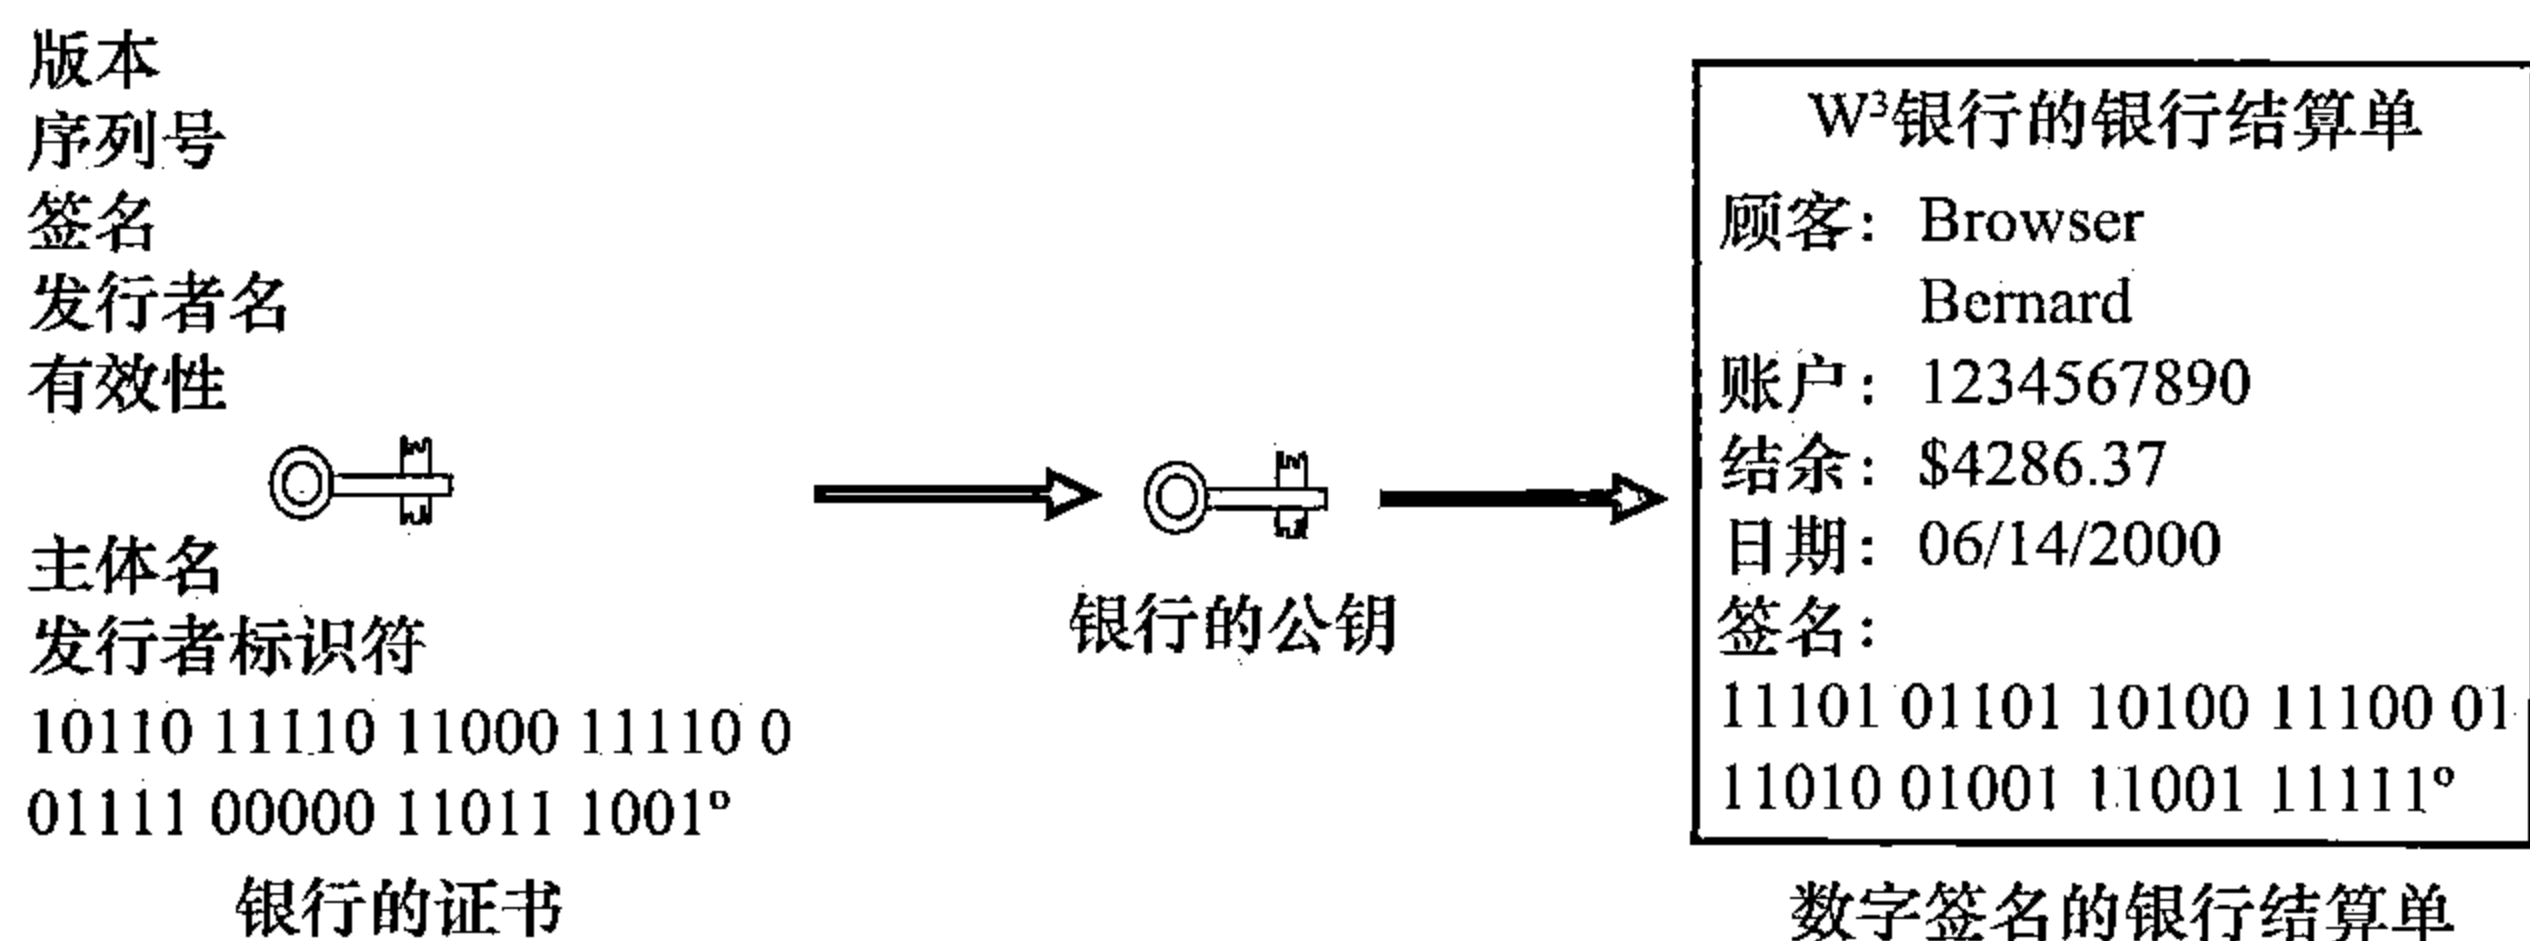 版本
序列号
签名
发行者名
有效性
主体名
发行者标识符
10110 11110 11000 11110 0
01111 00000 11011 1001º
银行的证书
银行的公钥
W³银行的银行结算单
顾客：Browser
Bernard
账户：1234567890
结余：$4286.37
日期：06/14/2000
签名：
11101 01101 10100 11100 01
11010 01001 11001 11111º
数字签名的银行结算单